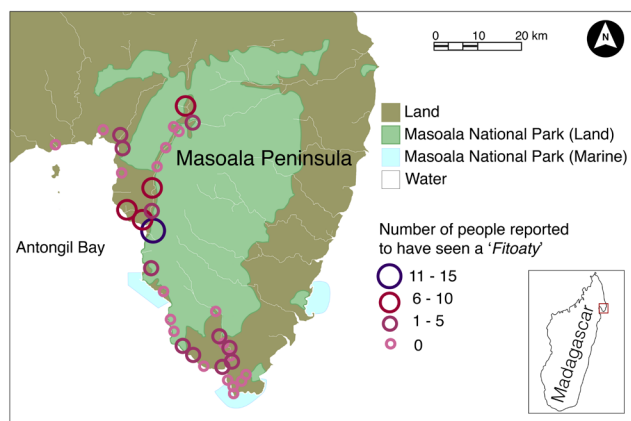 0 10 20 km
N
Land
Masoala National Park (Land)
Masoala National Park (Marine)
Water
Masoala Peninsula
Antongil Bay
Number of people reported
to have seen a ‘Fitoaty’
11 - 15
6 - 10
1 - 5
0
Madagascar